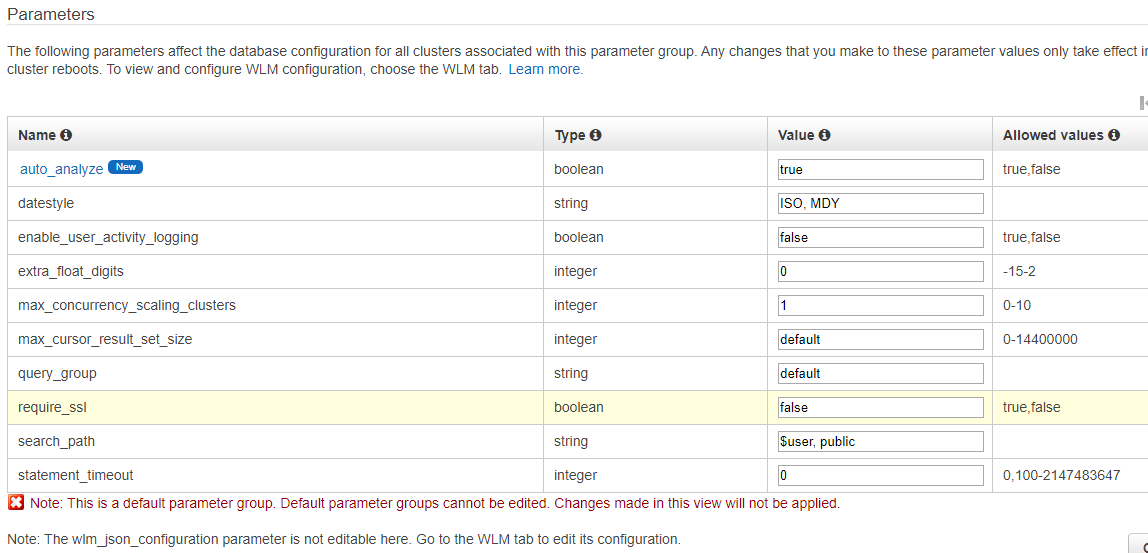 Parameters
The following parameters affect the database configuration for all clusters associated with this parameter group. Any changes that you make to these parameter values only take effect
cluster reboots. To view and configure WLM configuration, choose the WLM tab. Learn more.
Name Type Value Allowed values
auto_analyze New boolean true true,false
datestyle string ISO, MDY
enable_user_activity_logging boolean false true,false
extra_float_digits integer 0 -15-2
max_concurrency_scaling_clusters integer 1 0-10
max_cursor_result_set_size integer default 0-14400000
query_group string default
require_ssl boolean false true,false
search_path string $user, public
statement_timeout integer 0 0,100-2147483647
Note: This is a default parameter group. Default parameter groups cannot be edited. Changes made in this view will not be applied.
Note: The wlm_json_configuration parameter is not editable here. Go to the WLM tab to edit its configuration.